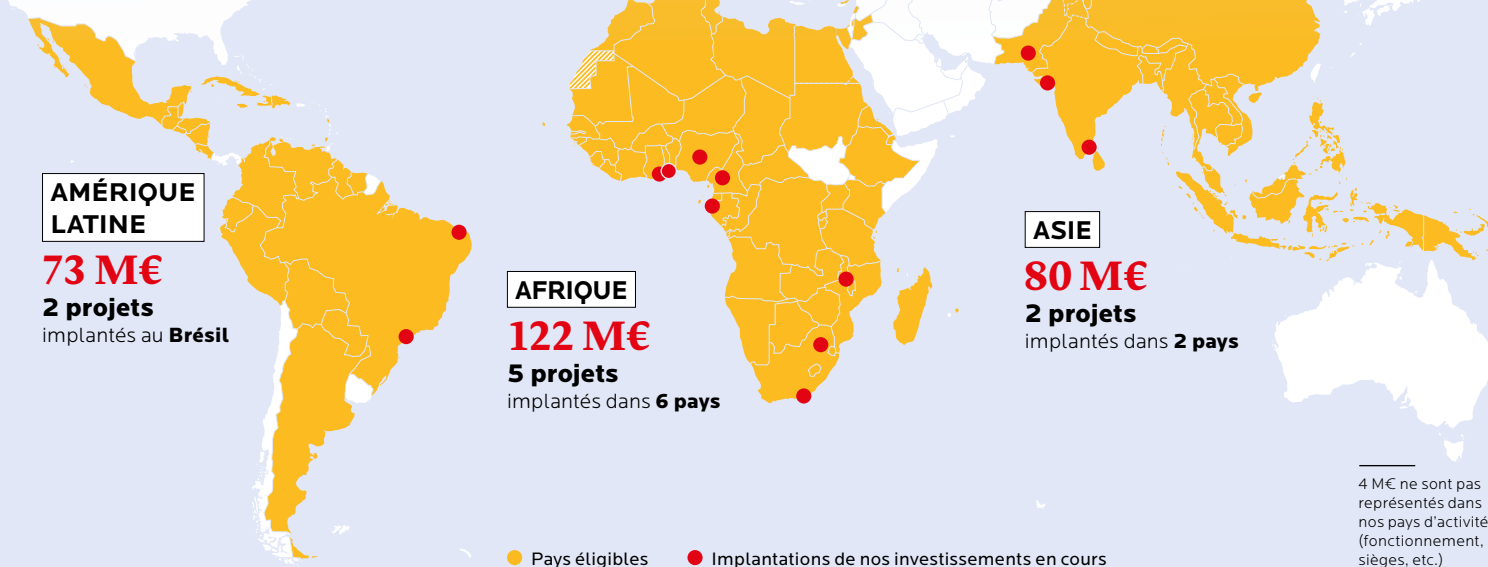 AMÉRIQUE
LATINE
73 M€
2 projets
implantés au Brésil
AFRIQUE
122 M€
5 projets
implantés dans 6 pays
ASIE
80 M€
2 projets
implantés dans 2 pays
4 M€ ne sont pas
représentés dans
nos pays d'activité
(fonctionnement,
sièges, etc.)
Pays éligibles
Implantations de nos investissements en cours